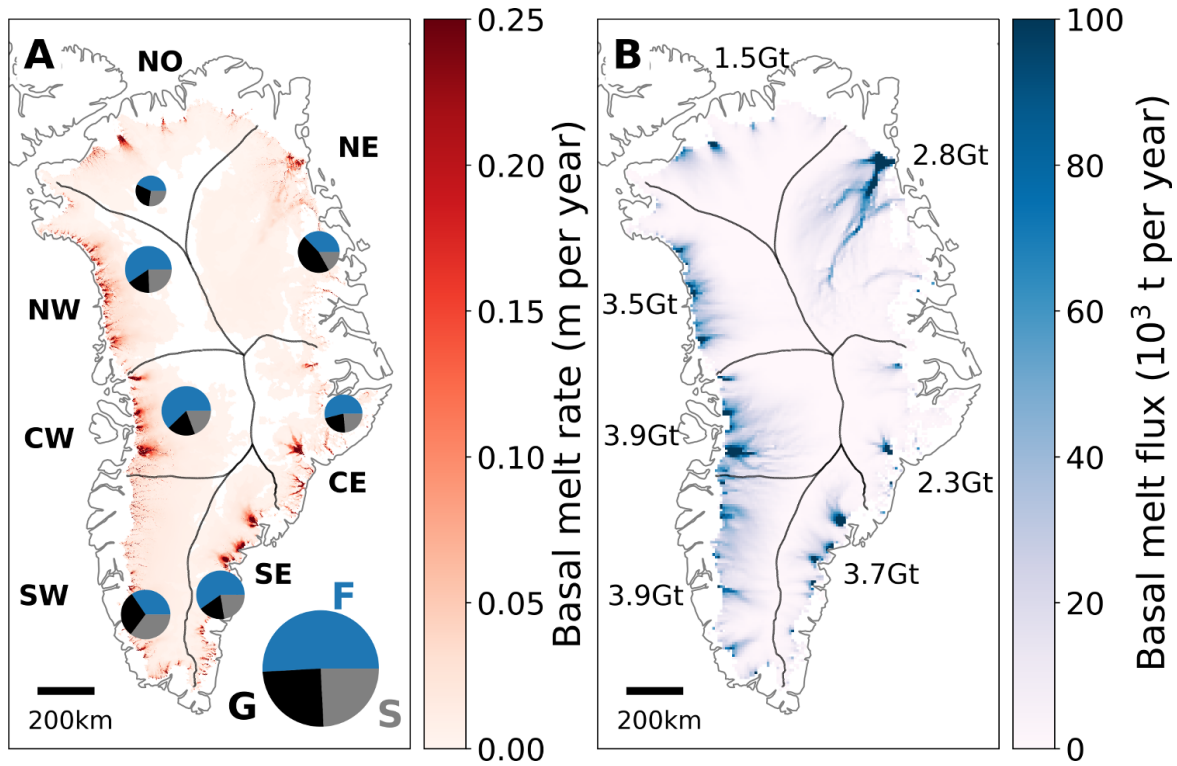 A
NO
NE
NW
CW
CE
SE
SW
F
G
S
200km
0.25
0.20
0.15
0.10
0.05
0.00
Basal melt rate (m per year)
B
1.5Gt
2.8Gt
3.5Gt
3.9Gt
2.3Gt
3.7Gt
3.9Gt
200km
100
80
60
40
20
0
Basal melt flux (10³ t per year)